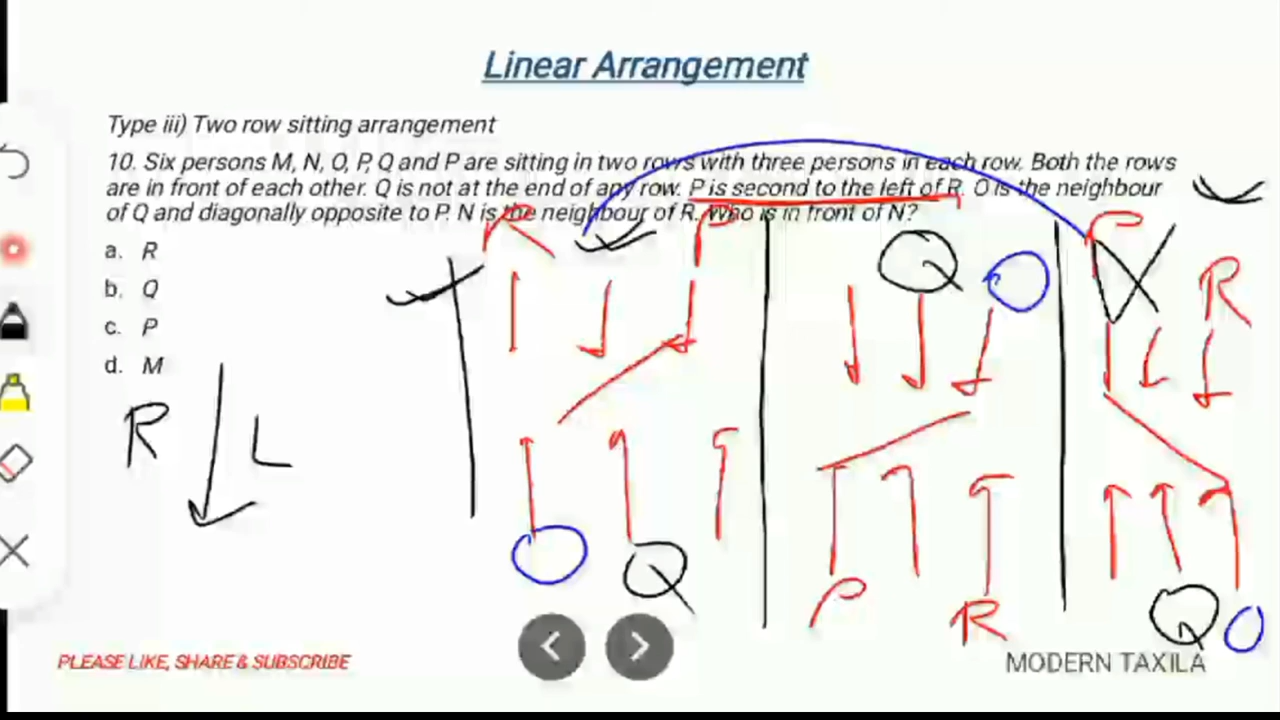 Linear Arrangement
Type iii) Two row sitting arrangement
10. Six persons M, N, O, P, Q and P are sitting in two rows with three persons in each row. Both the rows
are in front of each other. Q is not at the end of any row. P is second to the left of R. O is the neighbour
of Q and diagonally opposite to P. N is the neighbour of R. Who is in front of N?
a. R
b. Q
c. P
d. M
R L
R P Q O P R
O Q P R Q O
PLEASE LIKE, SHARE & SUBSCRIBE
MODERN TAXILA